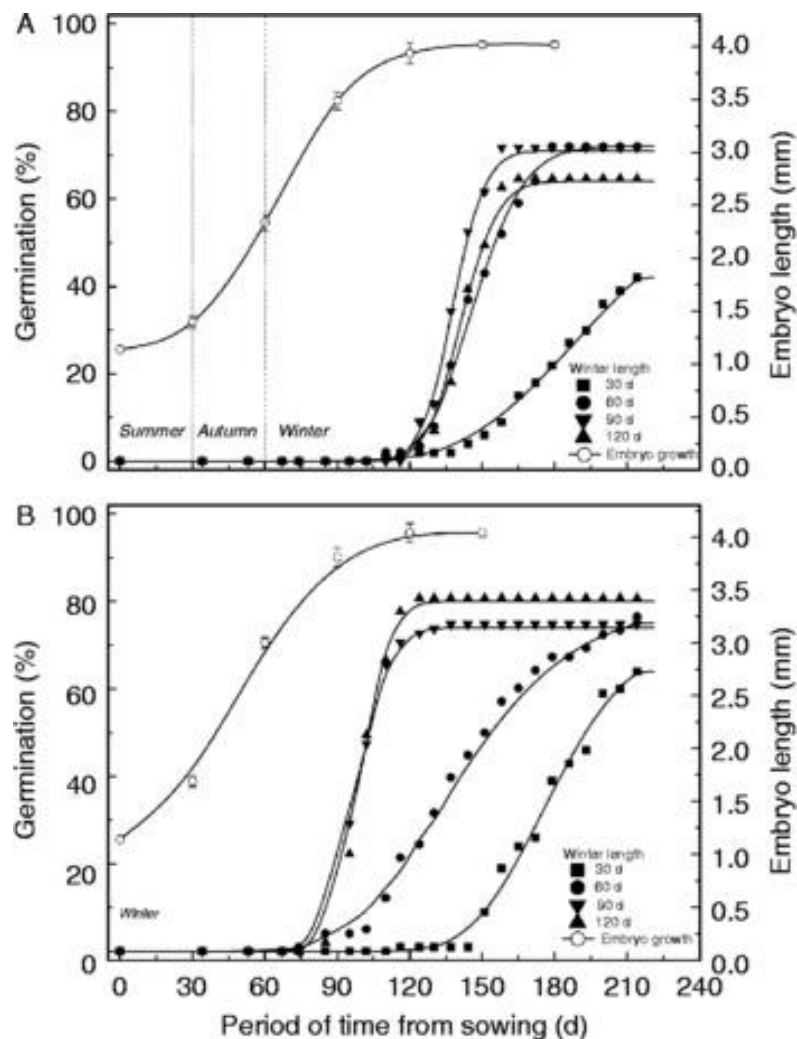 A
100
80
60
40
20
0
Germination (%)
4.0
3.5
3.0
2.5
2.0
1.5
1.0
0.5
0.0
Embryo length (mm)
Summer Autumn Winter
Winter length
30 d
60 d
90 d
120 d
Embryo growth
B
100
80
60
40
20
0
Germination (%)
4.0
3.5
3.0
2.5
2.0
1.5
1.0
0.5
0.0
Embryo length (mm)
Winter
Winter length
30 d
60 d
90 d
120 d
Embryo growth
0 30 60 90 120 150 180 210 240
Period of time from sowing (d)